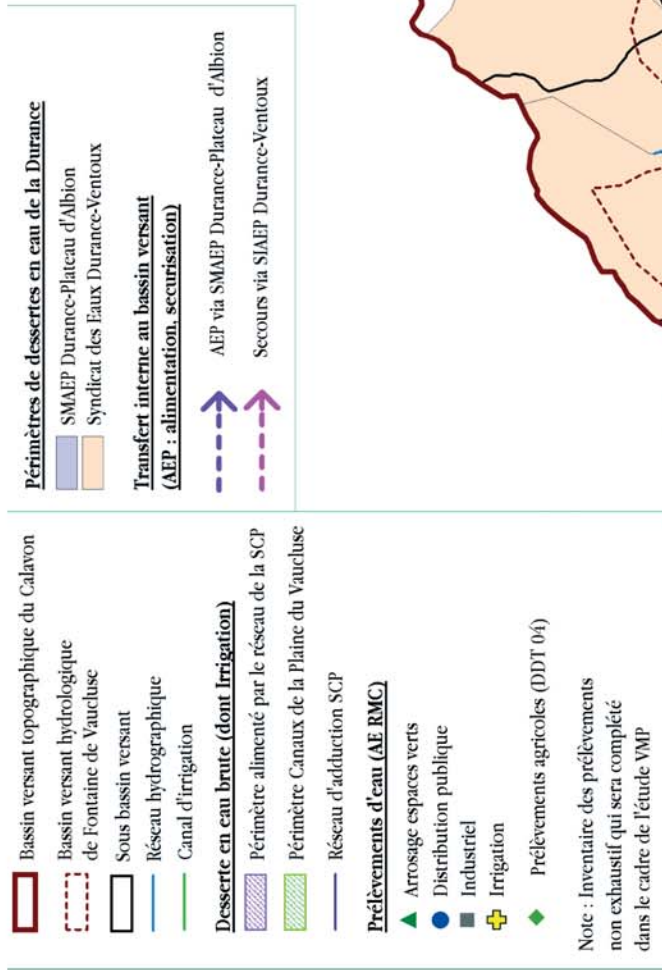 Bassin versant topographique du Calavon
Bassin versant hydrologique
de Fontaine de Vaucluse
Sous bassin versant
Réseau hydrographique
Canal d'irrigation
Desserte en eau brute (dont Irrigation)
Périmètre alimenté par le réseau de la SCP
Périmètre Canaux de la Plaine du Vaucluse
Réseau d'adduction SCP
Prélèvements d'eau (AE RMC)
Arrosage espaces verts
Distribution publique
Industriel
Irrigation
Prélèvements agricoles (DDT 04)
Note : Inventaire des prélèvements
non exhaustif qui sera complété
dans le cadre de l'étude VMP
Périmètres de dessertes en eau de la Durance
SMAEP Durance-Plateau d'Albion
Syndicat des Eaux Durance-Ventoux
Transfert interne au bassin versant
(AEP : alimentation, securisation)
AEP via SMAEP Durance-Plateau d'Albion
Secours via SIAEP Durance-Ventoux